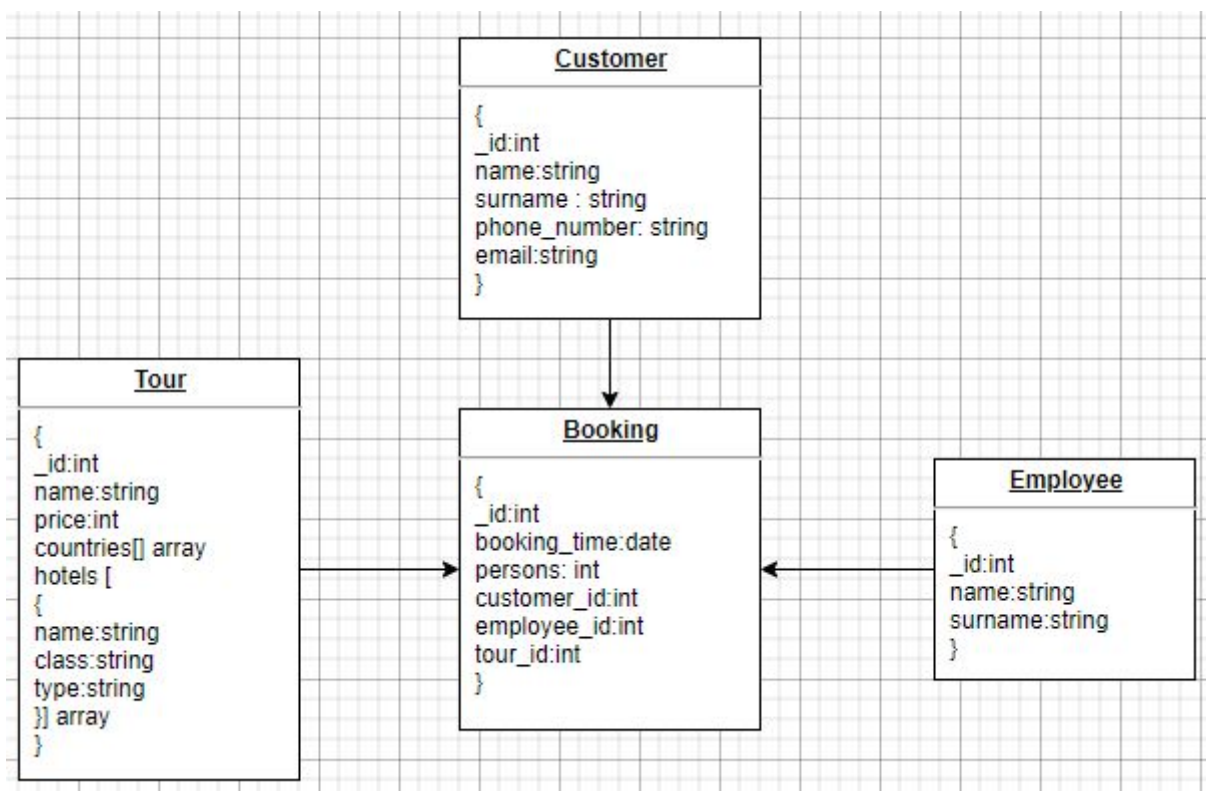 Customer
{
_id:int
name:string
surname : string
phone_number: string
email:string
}
Tour
{
_id:int
name:string
price:int
countries[] array
hotels [
{
name:string
class:string
type:string
}] array
}
Booking
{
_id:int
booking_time:date
persons: int
customer_id:int
employee_id:int
tour_id:int
}
Employee
{
_id:int
name:string
surname:string
}